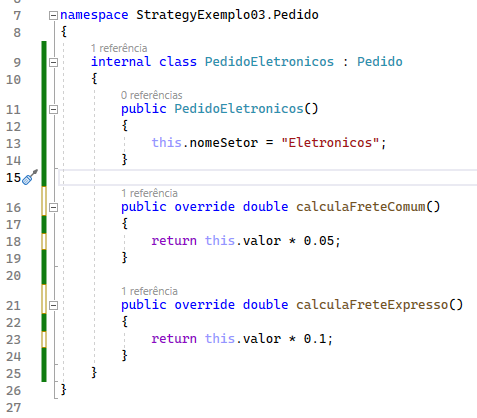 7 namespace StrategyExemplo03.Pedido
8 {
1 referência
9 internal class PedidoEletronicos : Pedido
10 {
0 referências
11 public PedidoEletronicos()
12 {
13 this.nomeSetor = "Eletronicos";
14 }
15
1 referência
16 public override double calculaFreteComum()
17 {
18 return this.valor * 0.05;
19 }
20
1 referência
21 public override double calculaFreteExpresso()
22 {
23 return this.valor * 0.1;
24 }
25 }
26 }
27